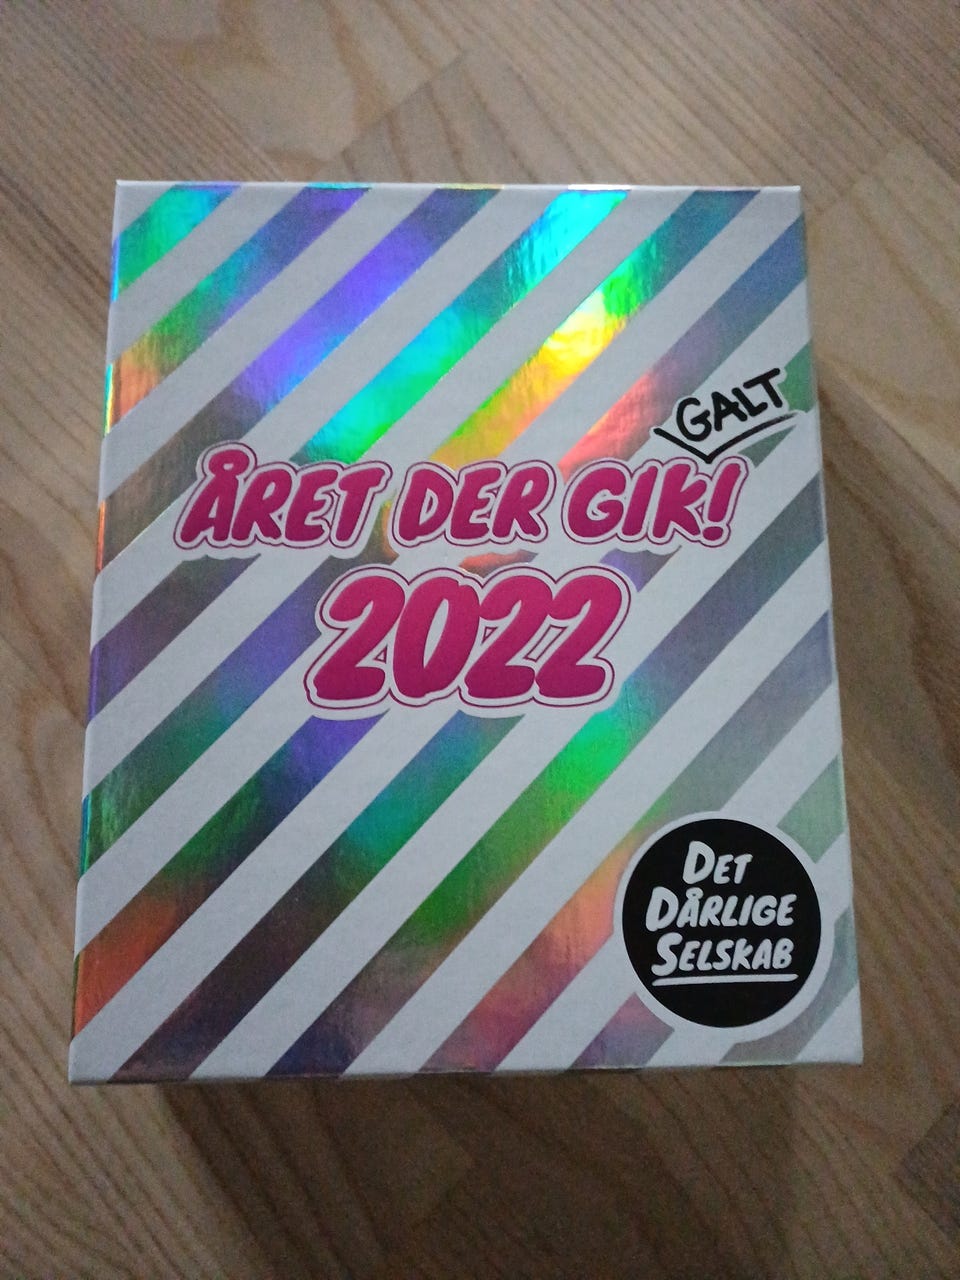 GALT
ÅRET DER GIK!
2022
DET
DÅRLIGE
SELSKAB